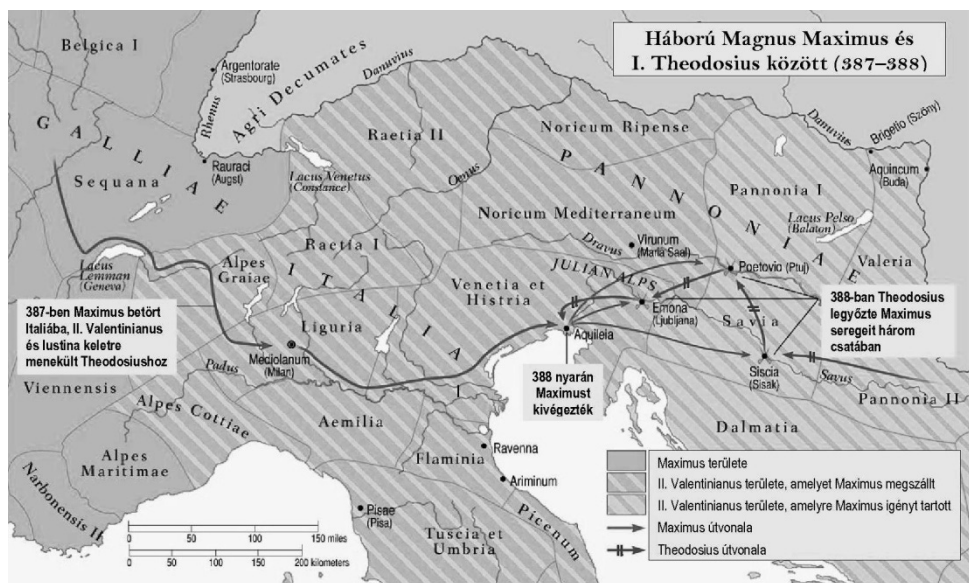 Háború Magnus Maximus és
I. Theodosius között (387–388)
Belgica I
Argentorate
(Strasbourg)
Rhenus
Agri Decumates
Danuvius
GALLIAE
Raetia II
Noricum Ripense
Danuvius
Brigetio (Szőny)
Rauraci
(Augst)
Sequana
Lacus Venetus
(Constance)
Oenus
PANNONIAE
Aquincum
(Buda)
Pannonia I
Noricum Mediterraneum
Lacus Pelso
(Balaton)
Raetia I
Dravus
Virunum
(Maria Saal)
Lacus
Lemman
(Geneva)
Alpes
Graiae
ITALIA
JULIAN ALPS
Poetovio (Ptuj)
Valeria
Venetia et
Histria
387-ben Maximus betört
Italiába, II. Valentinianus
és Iustina keletre
menekült Theodosiushoz
Liguria
Emona
(Ljubljana)
Savia
388-ban Theodosius
legyőzte Maximus
seregeit három
csatában
Aquileia
Mediolanum
(Milan)
Siscia
(Sisak)
Savus
Viennensis
Padus
388 nyarán
Maximust
kivégezték
Pannonia II
Alpes Cottiae
Aemilia
Dalmatia
Alpes
Maritimae
Flaminia
Ravenna
Ariminum
Narbonensis II
Pisae
(Pisa)
Tuscia et
Umbria
Picenum
0 50 100 150 miles
0 50 100 150 200 kilometers
Maximus területe
II. Valentinianus területe, amelyet Maximus megszállt
II. Valentinianus területe, amelyre Maximus igényt tartott
Maximus útvonala
Theodosius útvonala